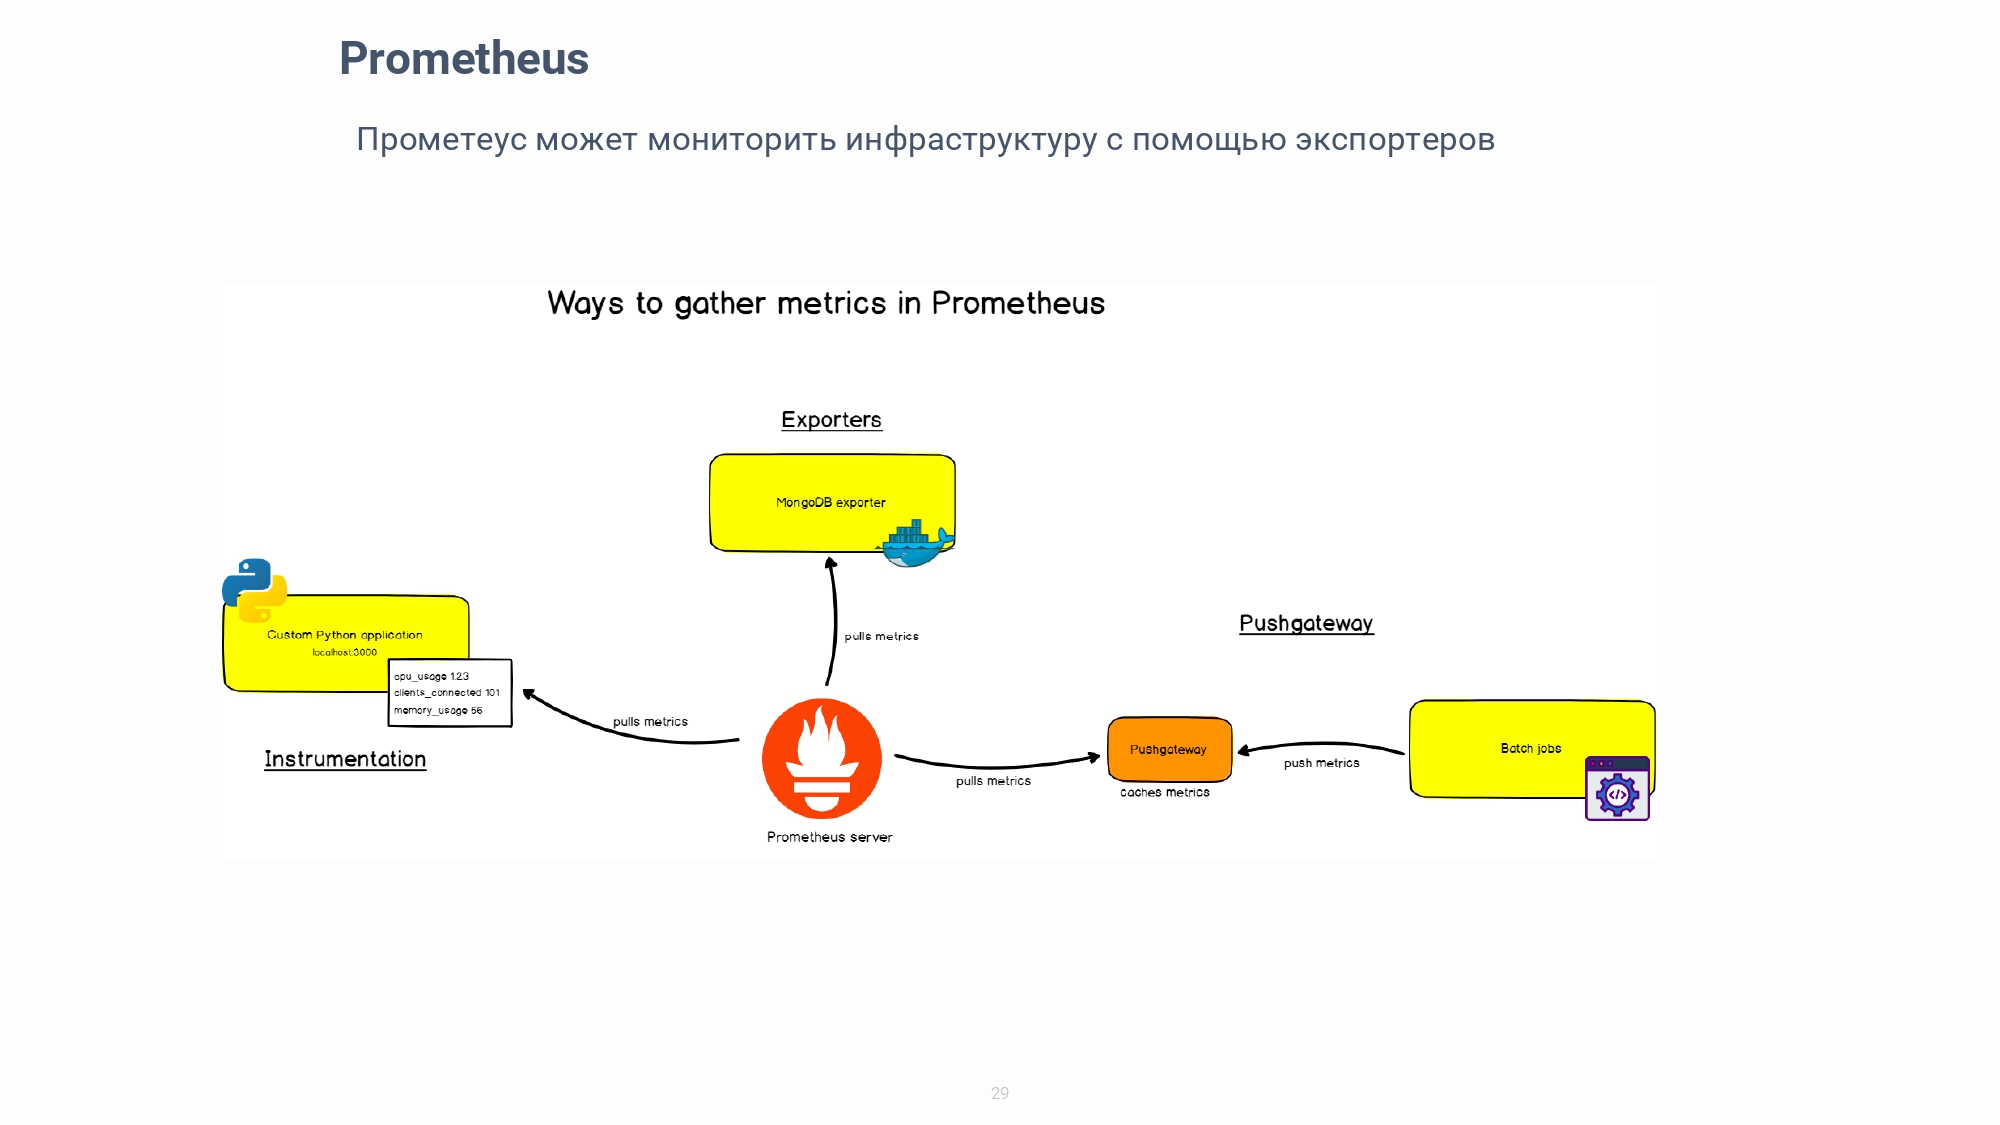 Prometheus
Прометеус может мониторить инфраструктуру с помощью экспортеров
Ways to gather metrics in Prometheus
Exporters
MongoDB exporter
pulls metrics
Custom Python application
localhost:3000
cpu_usage 1.23
clients_connected 101
memory_usage 56
Instrumentation
pulls metrics
Prometheus server
pulls metrics
Pushgateway
Pushgateway
caches metrics
push metrics
Batch jobs
</>
29